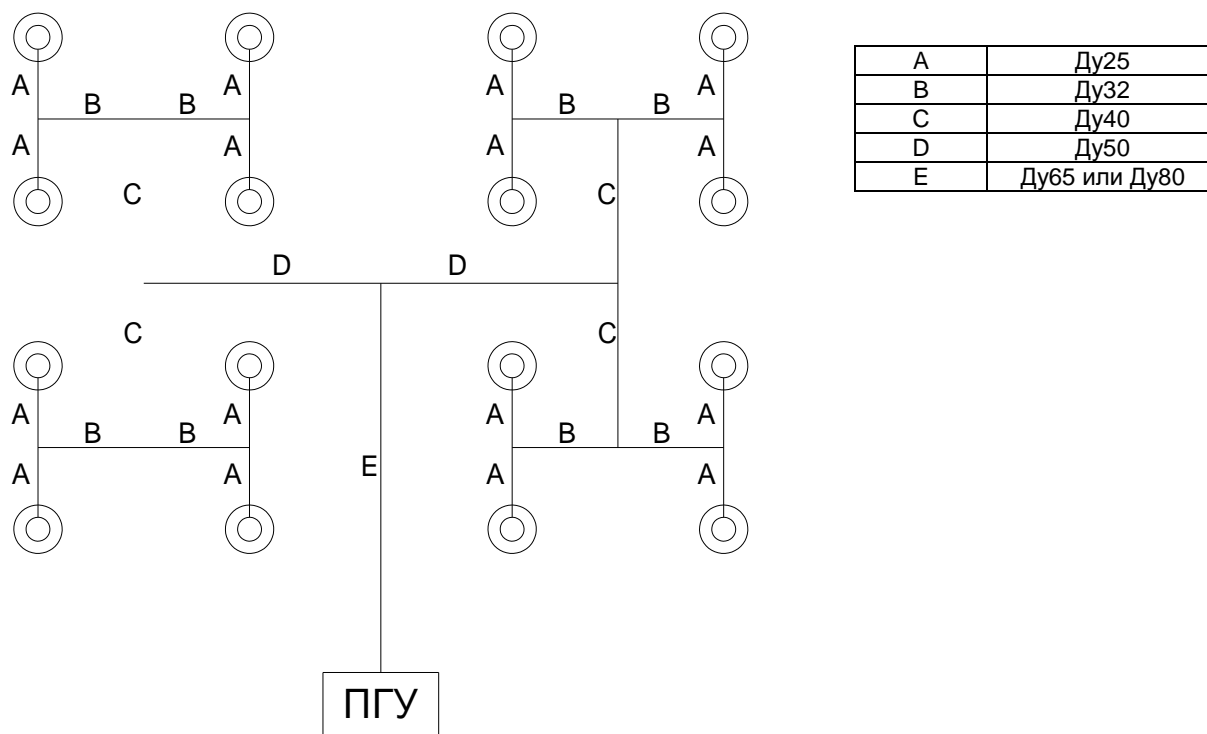 A A A A
B B B B
A A A A
C C
D D
C C
A A A A
B B B B
E
A A A A
ПГУ
A Ду25
B Ду32
C Ду40
D Ду50
E Ду65 или Ду80